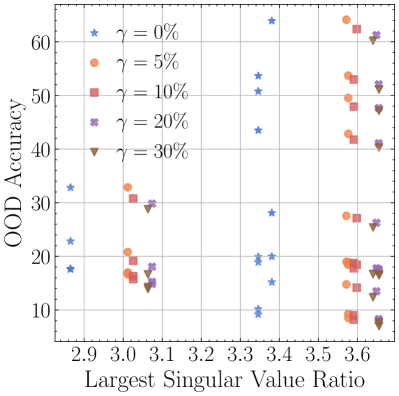 OOD Accuracy
60
50
40
30
20
10
γ = 0%
γ = 5%
γ = 10%
γ = 20%
γ = 30%
2.9 3.0 3.1 3.2 3.3 3.4 3.5 3.6
Largest Singular Value Ratio